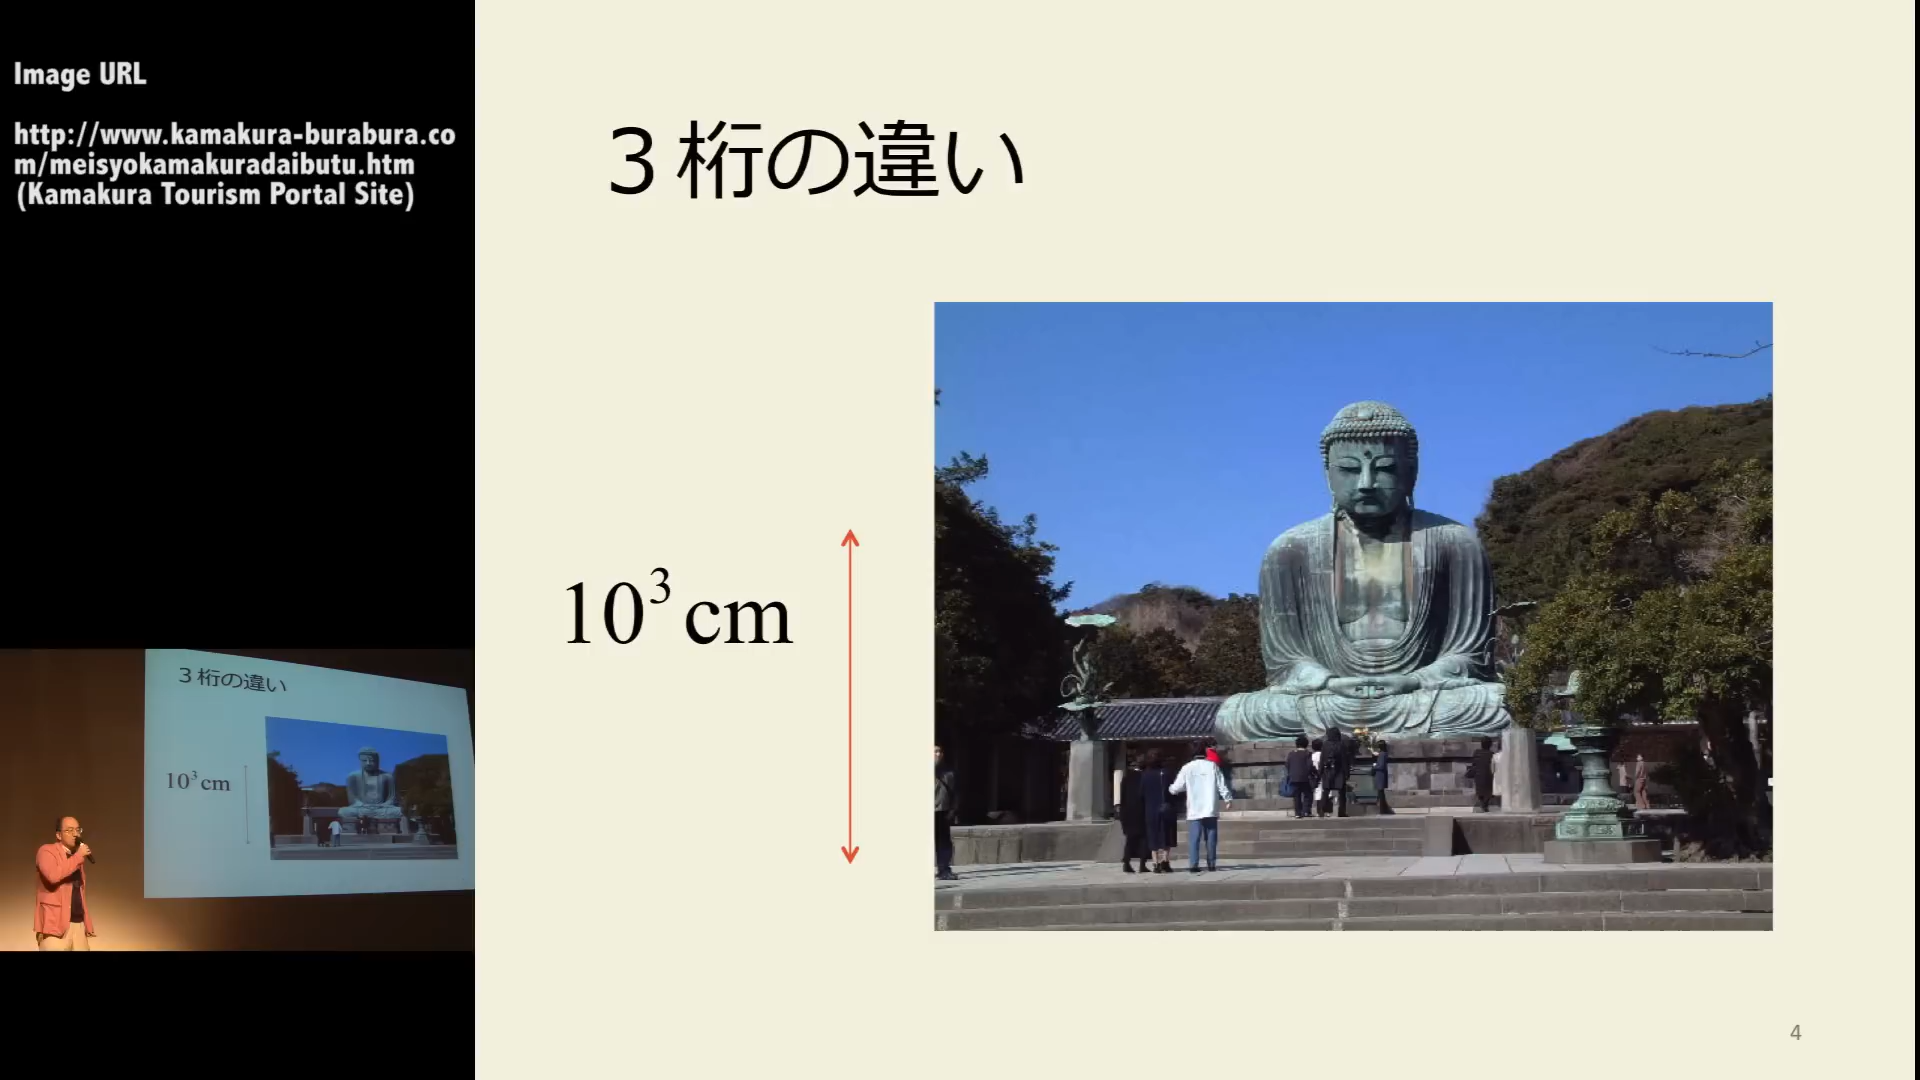 Image URL
http://www.kamakura-burabura.co
m/meisyokamakuradaibutu.htm
(Kamakura Tourism Portal Site)
３桁の違い
10³ cm
4
３桁の違い
10³ cm